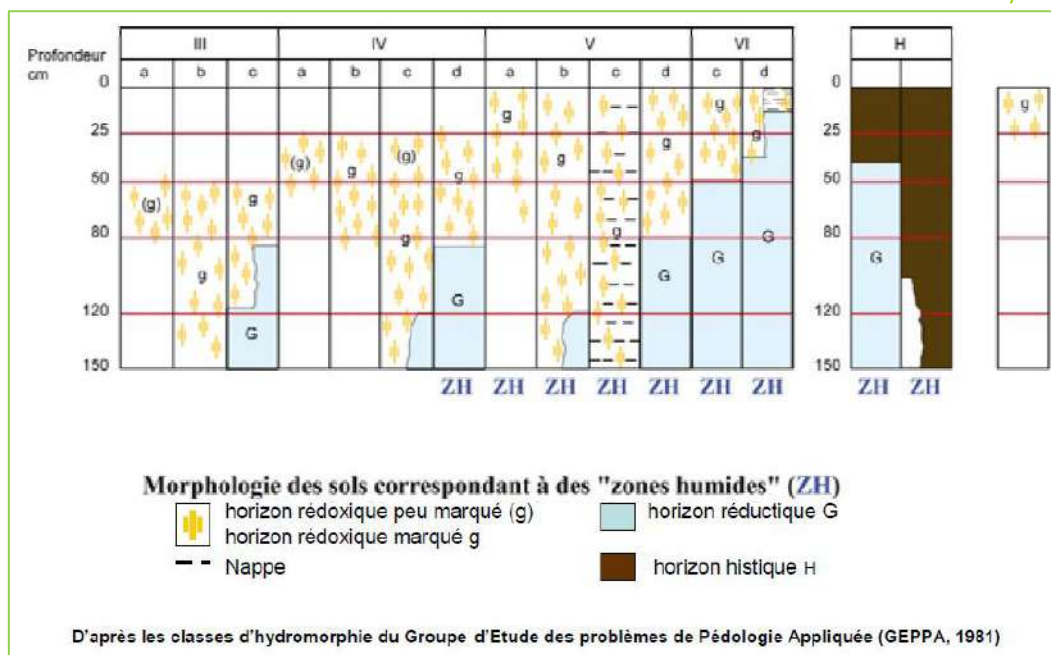 III IV V VI H
Profondeur
cm a b c a b c d a b c d c d
0 0
g g g g
25 25
g
(g) g (g) g g g
50 50
(g) g g
80 80
g g g G G G G
120 120
G
150 150
ZH ZH ZH ZH ZH ZH ZH ZH ZH
Morphologie des sols correspondant à des "zones humides" (ZH)
horizon rédoxique peu marqué (g) horizon réductique G
horizon rédoxique marqué g
Nappe horizon histique H
D'après les classes d'hydromorphie du Groupe d'Etude des problèmes de Pédologie Appliquée (GEPPA, 1981)